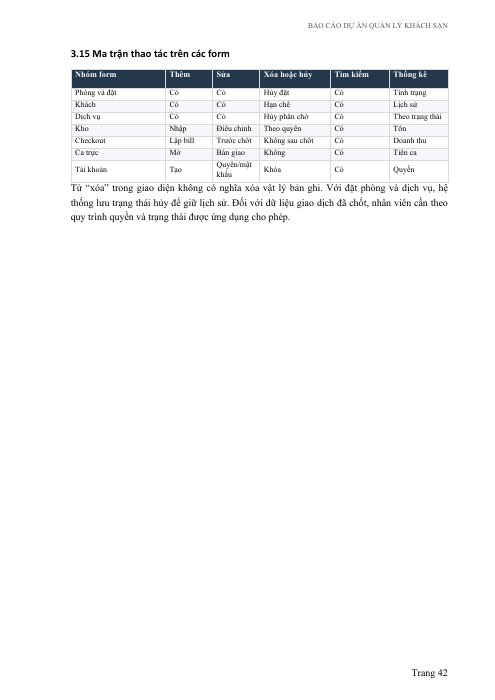 BÁO CÁO DỰ ÁN QUẢN LÝ KHÁCH SẠN
3.15 Ma trận thao tác trên các form
Nhóm form Thêm Sửa Xóa hoặc hủy Tìm kiếm Thống kê
Phòng và đặt Có Có Hủy đặt Có Tình trạng
Khách Có Có Hạn chế Có Lịch sử
Dịch vụ Có Có Hủy phần chờ Có Theo trạng thái
Kho Nhập Điều chỉnh Theo quyền Có Tồn
Checkout Lập bill Trước chốt Không sau chốt Có Doanh thu
Ca trực Mở Bàn giao Không Có Tiền ca
Tài khoản Tạo Quyền/mật khẩu Khóa Có Quyền
Từ “xóa” trong giao diện không có nghĩa xóa vật lý bản ghi. Với đặt phòng và dịch vụ, hệ
thống lưu trạng thái hủy để giữ lịch sử. Đối với dữ liệu giao dịch đã chốt, nhân viên cần theo
quy trình quyền và trạng thái được ứng dụng cho phép.
Trang 42